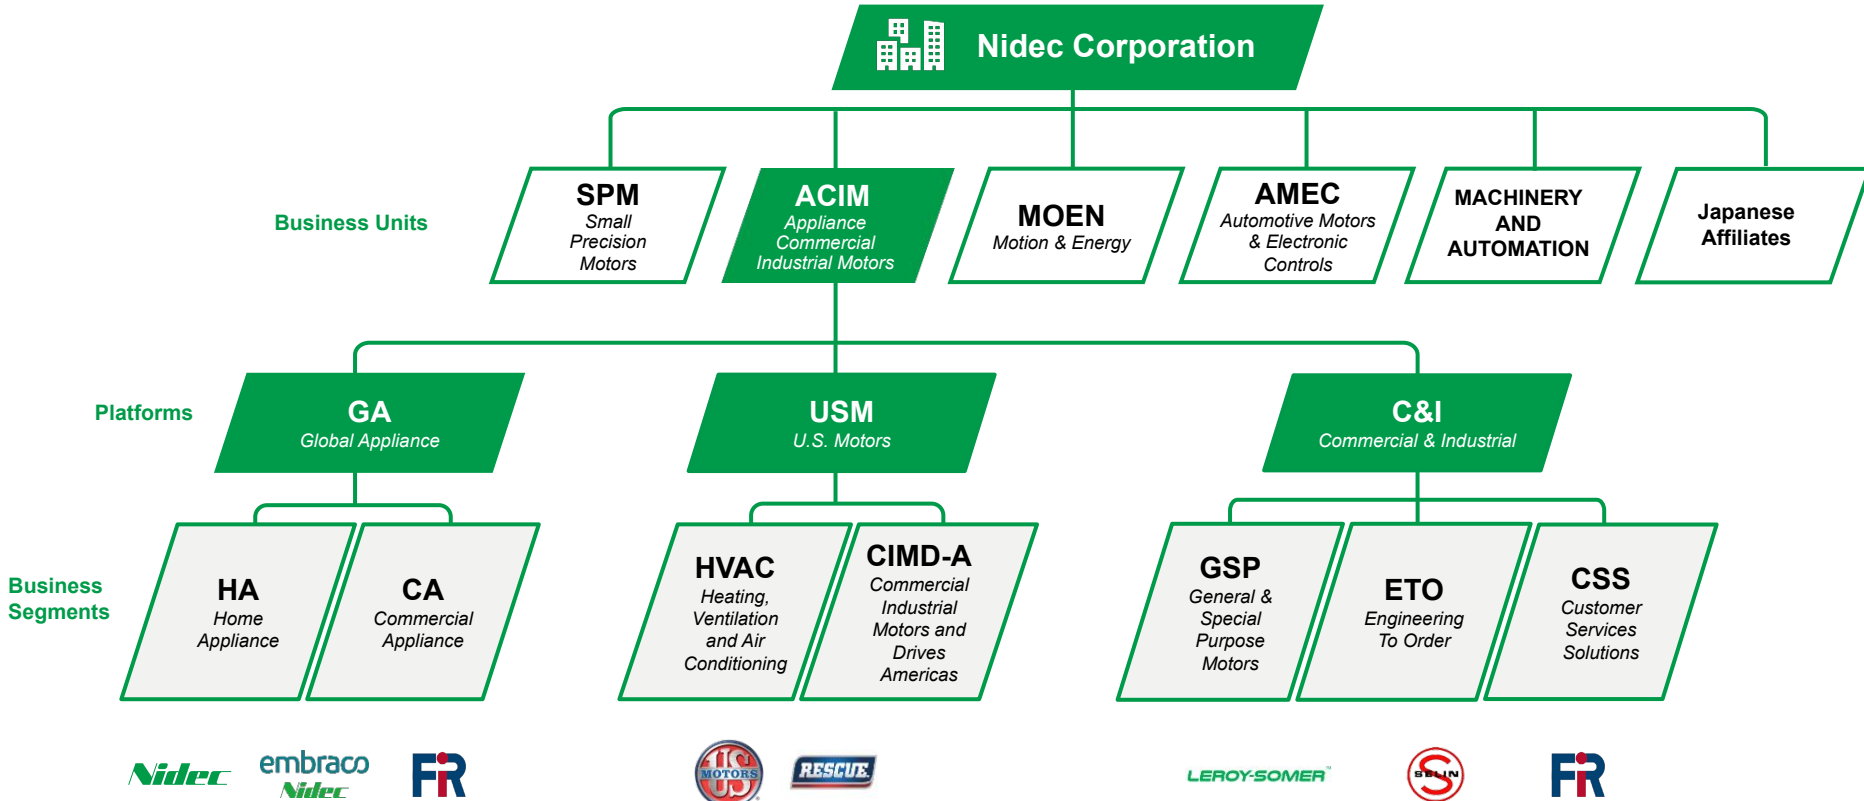 Nidec Corporation
Business Units
SPM
Small
Precision
Motors
ACIM
Appliance
Commercial
Industrial Motors
MOEN
Motion & Energy
AMEC
Automotive Motors
& Electronic
Controls
MACHINERY
AND
AUTOMATION
Japanese
Affiliates
Platforms
GA
Global Appliance
USM
U.S. Motors
C&I
Commercial & Industrial
Business
Segments
HA
Home
Appliance
CA
Commercial
Appliance
HVAC
Heating,
Ventilation
and Air
Conditioning
CIMD-A
Commercial
Industrial
Motors and
Drives
Americas
GSP
General &
Special
Purpose
Motors
ETO
Engineering
To Order
CSS
Customer
Services
Solutions
Nidec
embraco
Nidec
FiR
US
MOTORS
®
RESCUE.
LEROY-SOMER™
SELIN
FiR